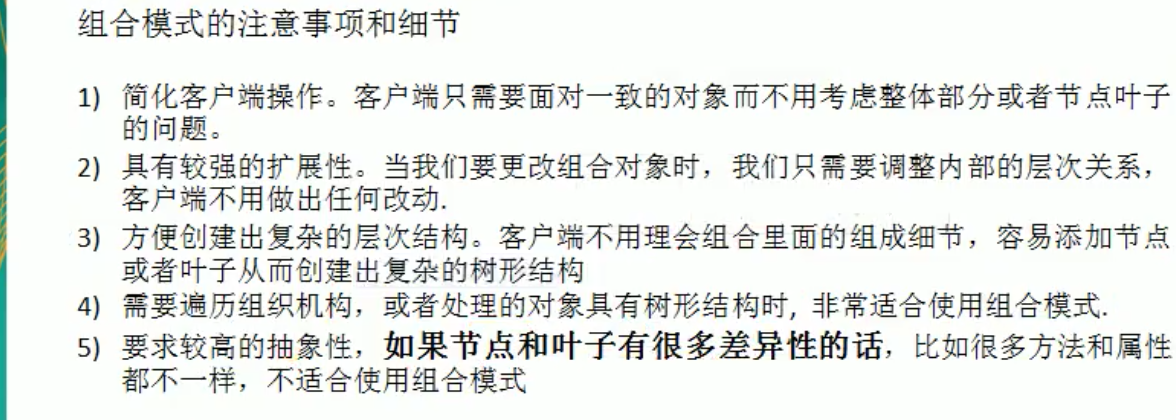 组合模式的注意事项和细节
1) 简化客户端操作。客户端只需要面对一致的对象而不用考虑整体部分或者节点叶子
的问题。
2) 具有较强的扩展性。当我们要更改组合对象时，我们只需要调整内部的层次关系，
客户端不用做出任何改动.
3) 方便创建出复杂的层次结构。客户端不用理会组合里面的组成细节，容易添加节点
或者叶子从而创建出复杂的树形结构
4) 需要遍历组织机构，或者处理的对象具有树形结构时, 非常适合使用组合模式.
5) 要求较高的抽象性，如果节点和叶子有很多差异性的话，比如很多方法和属性
都不一样，不适合使用组合模式